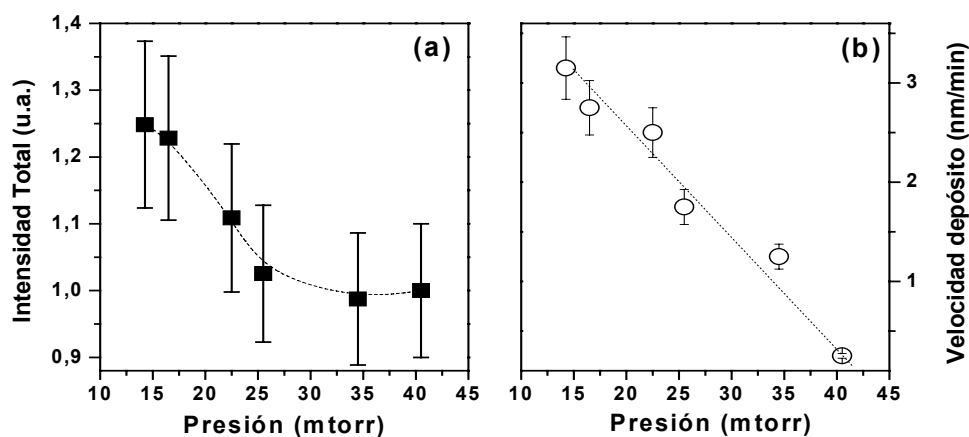 Intensidad Total (u.a.)
1,4
1,3
1,2
1,1
1,0
0,9
(a)
10 15 20 25 30 35 40 45
Presión (mtorr)
(b)
3
2
1
Velocidad depósito (nm/min)
10 15 20 25 30 35 40 45
Presión (mtorr)